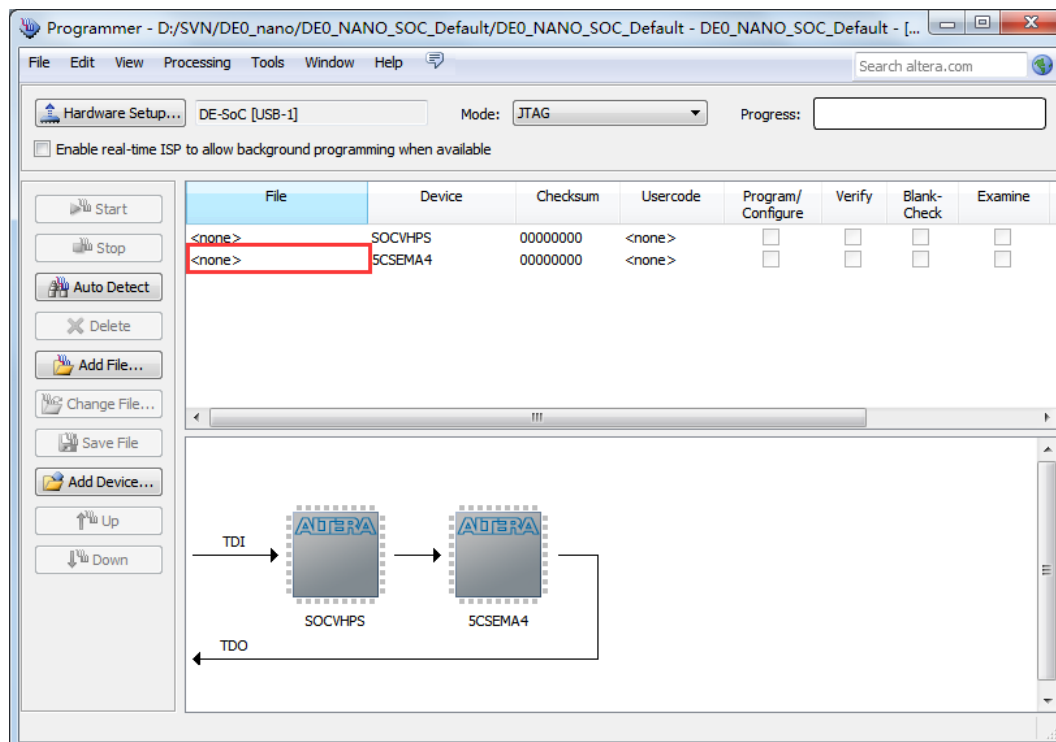 Programmer - D:/SVN/DE0_nano/DE0_NANO_SOC_Default/DE0_NANO_SOC_Default - DE0_NANO_SOC_Default - [...
File Edit View Processing Tools Window Help Search altera.com
Hardware Setup... DE-SoC [USB-1] Mode: JTAG Progress:
Enable real-time ISP to allow background programming when available
Start
Stop
Auto Detect
Delete
Add File...
Change File...
Save File
Add Device...
Up
Down
File Device Checksum Usercode Program/ Verify Blank- Examine
Configure Check
<none> SOCVHPS 00000000 <none>
<none> 5CSEMA4 00000000 <none>
ALTERA ALTERA
TDI
SOCVHPS 5CSEMA4
TDO